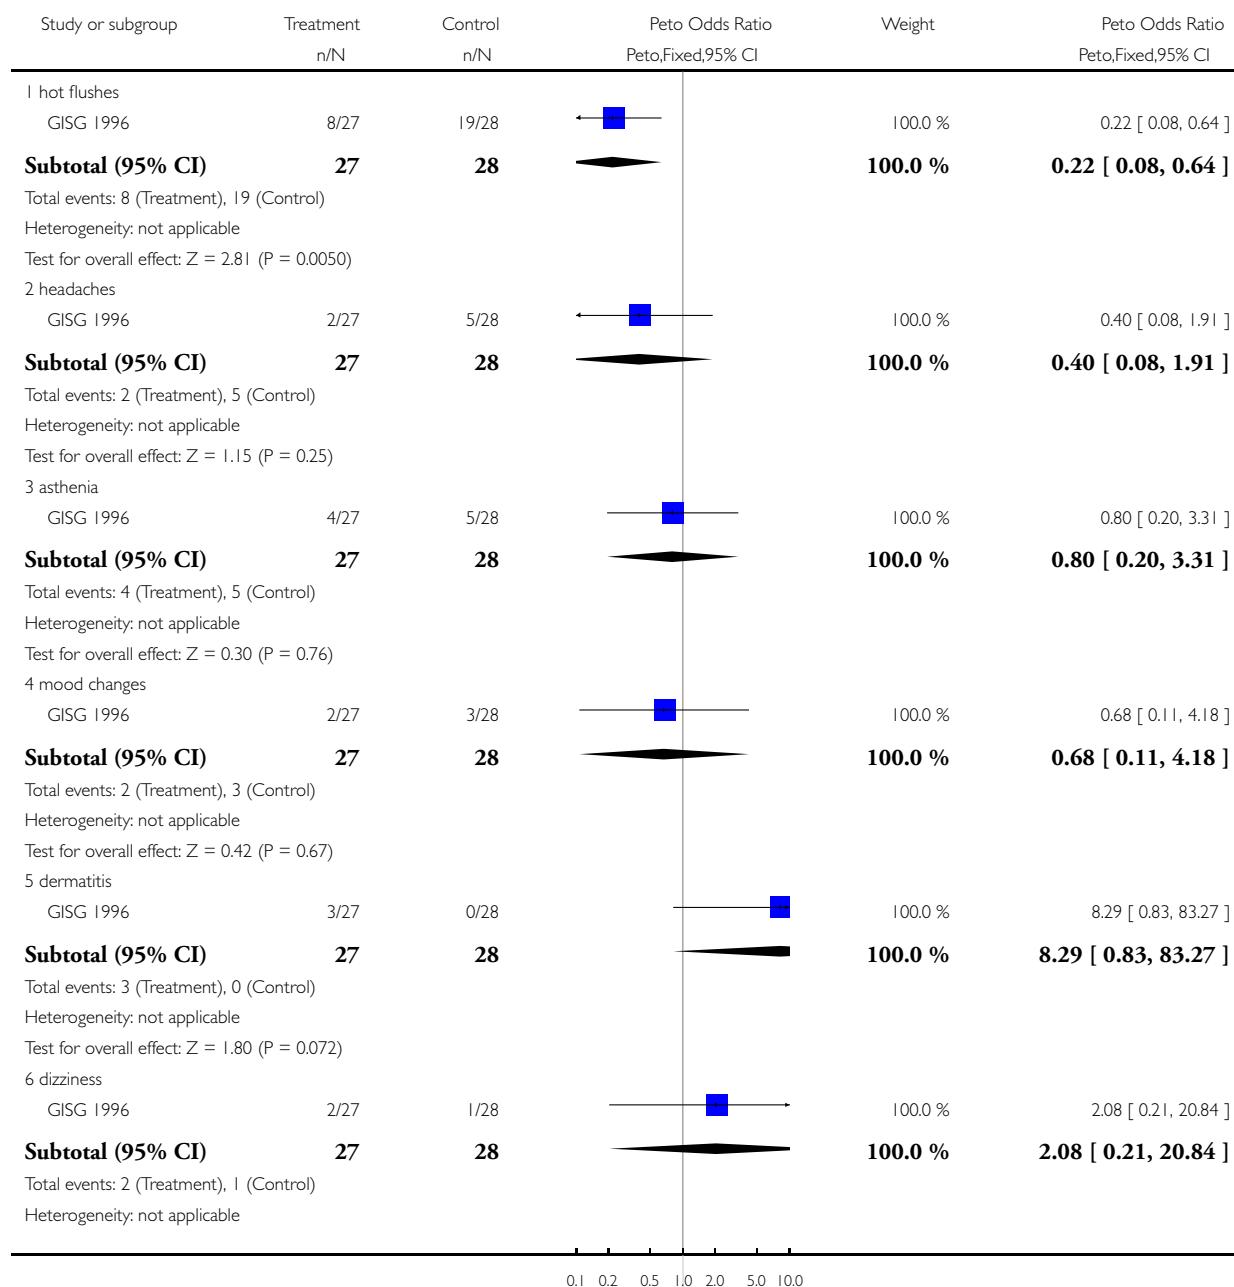 Study or subgroup Treatment Control Peto Odds Ratio Weight Peto Odds Ratio
n/N n/N Peto,Fixed,95% CI Peto,Fixed,95% CI
1 hot flushes
GISG 1996 8/27 19/28 100.0 % 0.22 [ 0.08, 0.64 ]
Subtotal (95% CI) 27 28 100.0 % 0.22 [ 0.08, 0.64 ]
Total events: 8 (Treatment), 19 (Control)
Heterogeneity: not applicable
Test for overall effect: Z = 2.81 (P = 0.0050)
2 headaches
GISG 1996 2/27 5/28 100.0 % 0.40 [ 0.08, 1.91 ]
Subtotal (95% CI) 27 28 100.0 % 0.40 [ 0.08, 1.91 ]
Total events: 2 (Treatment), 5 (Control)
Heterogeneity: not applicable
Test for overall effect: Z = 1.15 (P = 0.25)
3 asthenia
GISG 1996 4/27 5/28 100.0 % 0.80 [ 0.20, 3.31 ]
Subtotal (95% CI) 27 28 100.0 % 0.80 [ 0.20, 3.31 ]
Total events: 4 (Treatment), 5 (Control)
Heterogeneity: not applicable
Test for overall effect: Z = 0.30 (P = 0.76)
4 mood changes
GISG 1996 2/27 3/28 100.0 % 0.68 [ 0.11, 4.18 ]
Subtotal (95% CI) 27 28 100.0 % 0.68 [ 0.11, 4.18 ]
Total events: 2 (Treatment), 3 (Control)
Heterogeneity: not applicable
Test for overall effect: Z = 0.42 (P = 0.67)
5 dermatitis
GISG 1996 3/27 0/28 100.0 % 8.29 [ 0.83, 83.27 ]
Subtotal (95% CI) 27 28 100.0 % 8.29 [ 0.83, 83.27 ]
Total events: 3 (Treatment), 0 (Control)
Heterogeneity: not applicable
Test for overall effect: Z = 1.80 (P = 0.072)
6 dizziness
GISG 1996 2/27 1/28 100.0 % 2.08 [ 0.21, 20.84 ]
Subtotal (95% CI) 27 28 100.0 % 2.08 [ 0.21, 20.84 ]
Total events: 2 (Treatment), 1 (Control)
Heterogeneity: not applicable
0.1 0.2 0.5 1.0 2.0 5.0 10.0